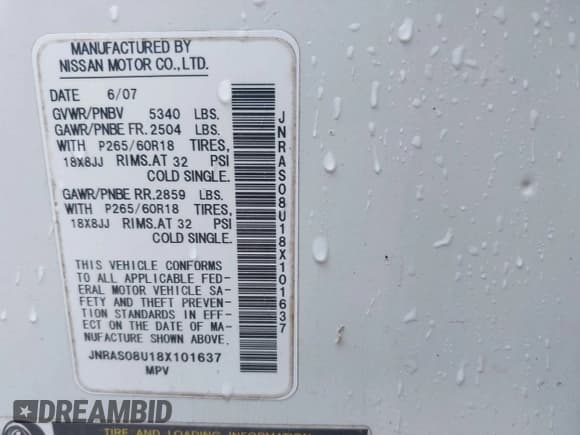 MANUFACTURED BY
NISSAN MOTOR CO.,LTD.
DATE 6/07
GVWR/PNBV 5340 LBS.
GAWR/PNBE FR. 2504 LBS.
WITH P265/60R18 TIRES,
18X8JJ RIMS.AT 32 PSI
COLD SINGLE.
GAWR/PNBE RR. 2859 LBS.
WITH P265/60R18 TIRES,
18X8JJ RIMS.AT 32 PSI
COLD SINGLE.
THIS VEHICLE CONFORMS
TO ALL APPLICABLE FED-
ERAL MOTOR VEHICLE SA-
FETY AND THEFT PREVEN-
TION STANDARDS IN EFF-
ECT ON THE DATE OF MA-
NUFACTURE SHOWN ABOVE.
JNRAS08U18X101637
MPV
JNRAS08U18X101637
DREAMBID
TIRE AND LOADING INFORMATION